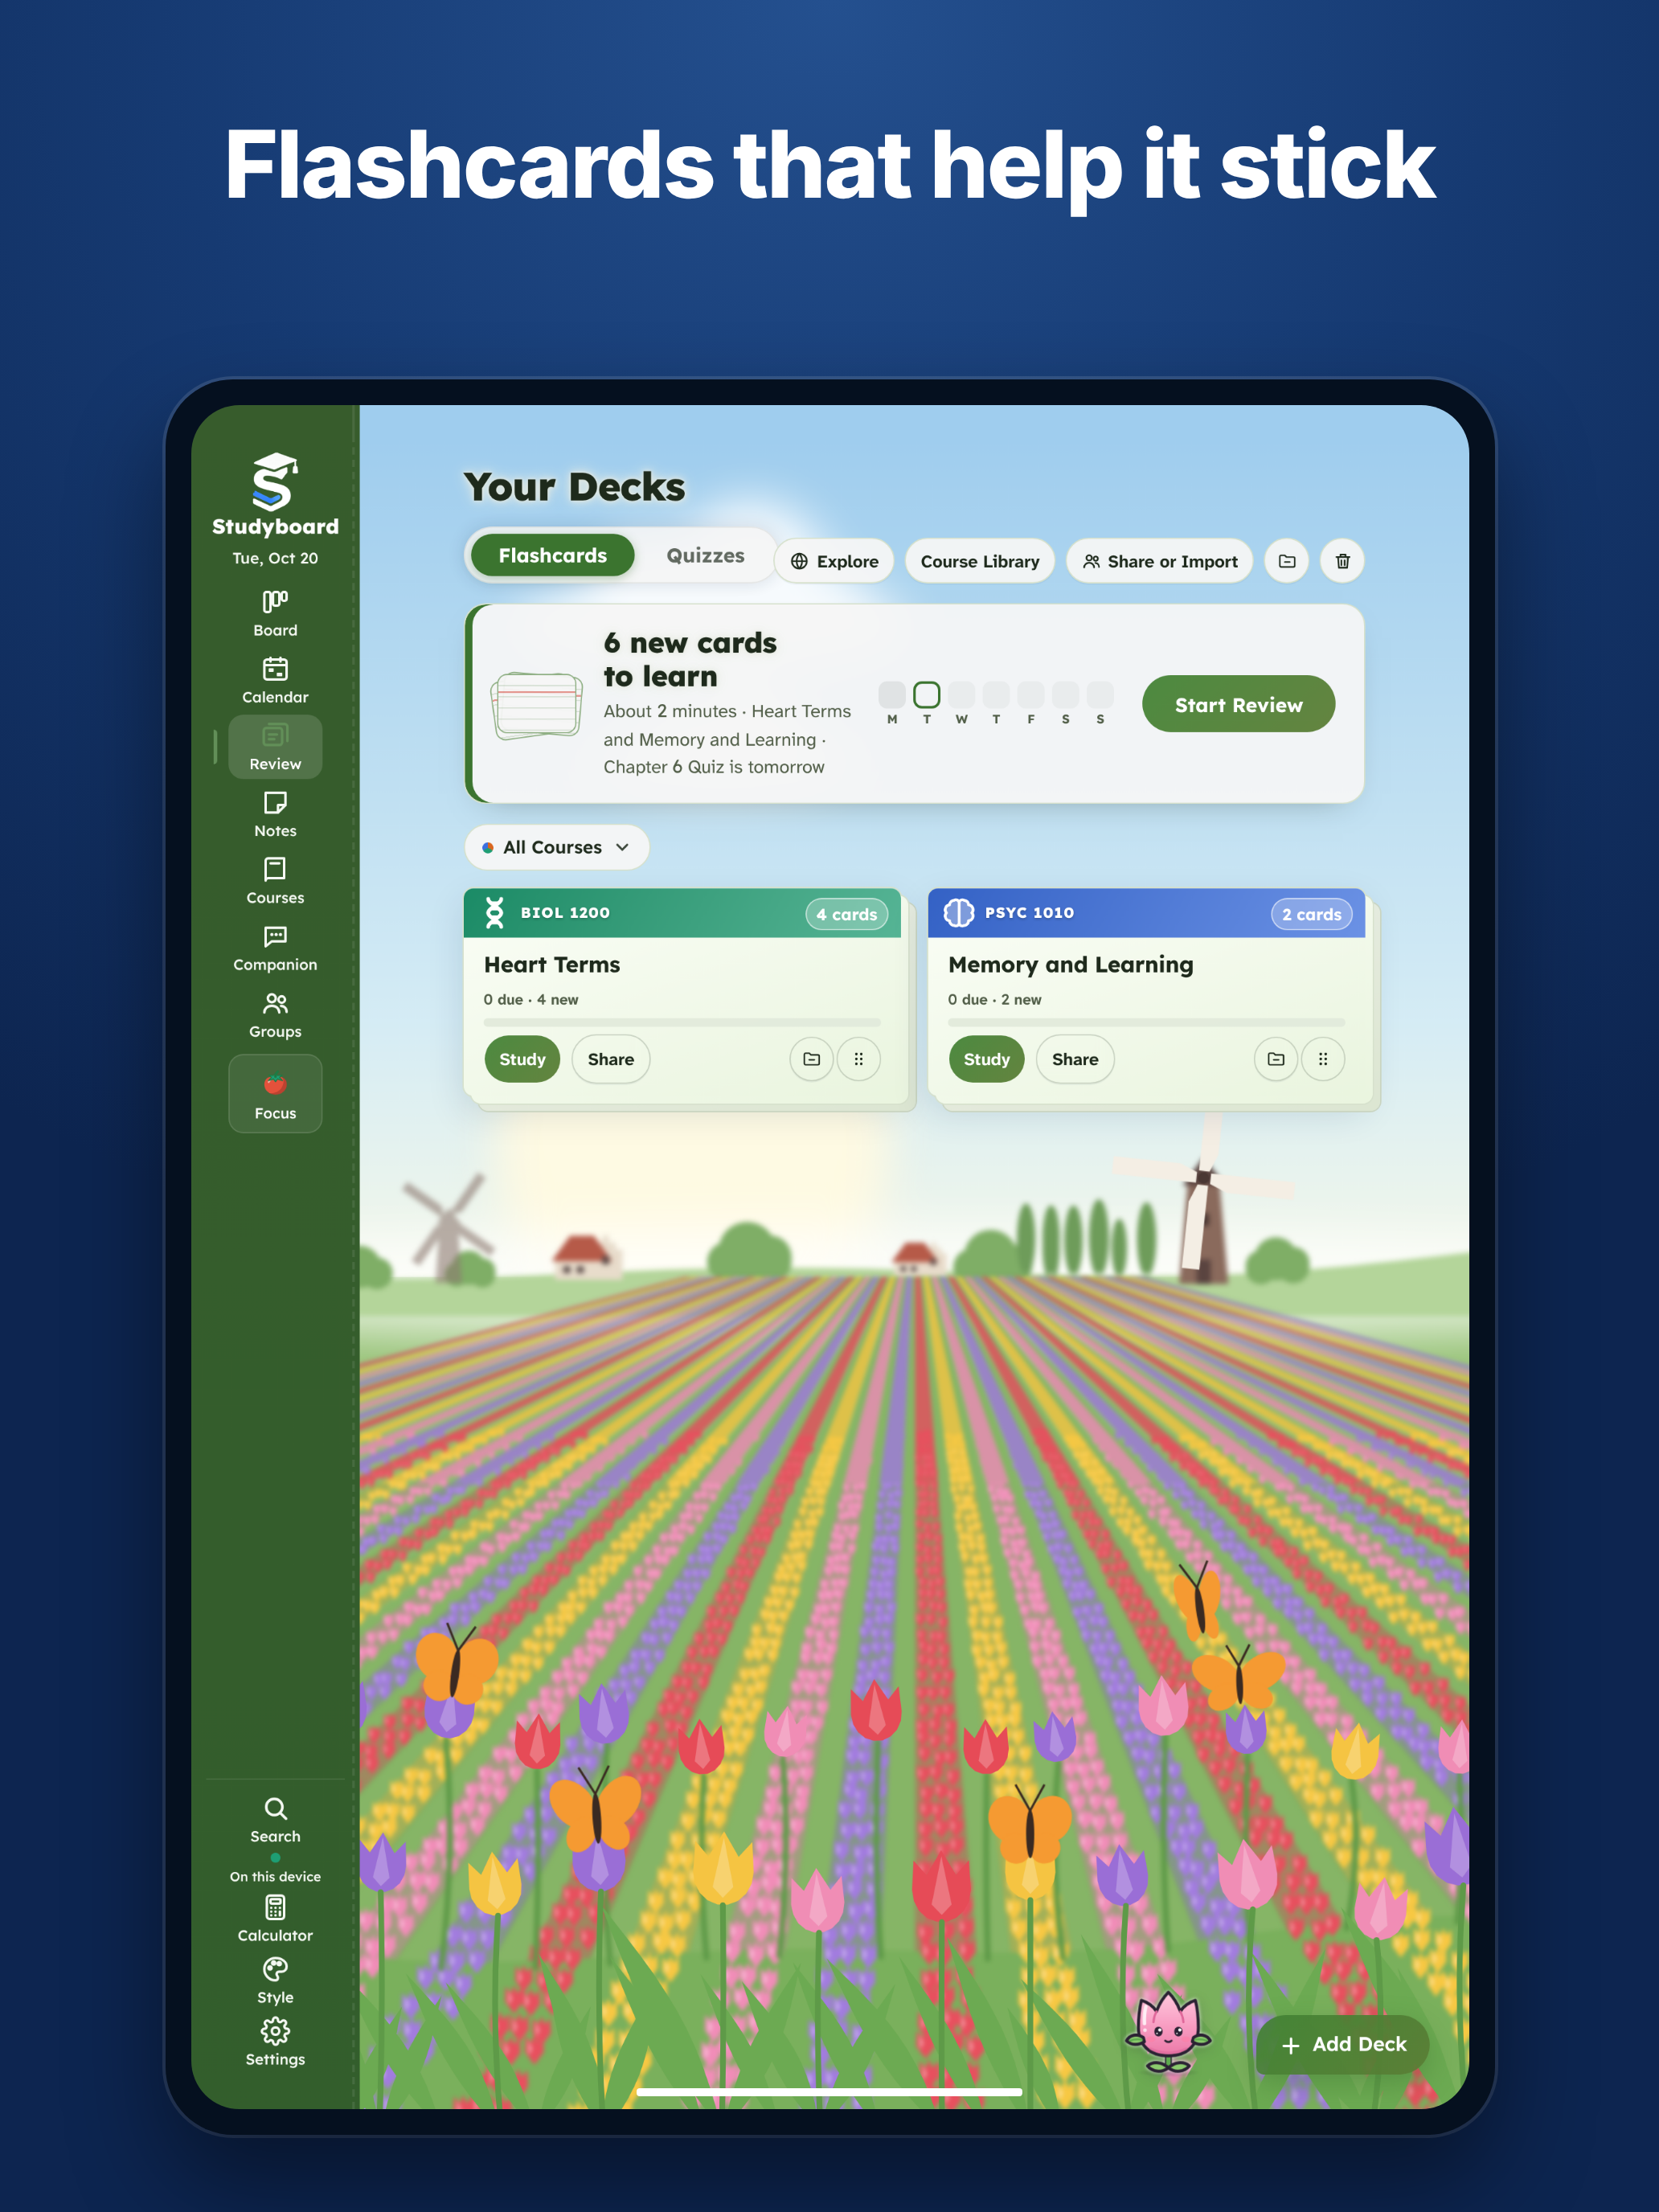 Flashcards that help it stick
Studyboard
Tue, Oct 20
Board
Calendar
Review
Notes
Courses
Companion
Groups
Focus
Search
On this device
Calculator
Style
Settings
Your Decks
Flashcards
Quizzes
Explore
Course Library
Share or Import
6 new cards
to learn
About 2 minutes · Heart Terms
and Memory and Learning ·
Chapter 6 Quiz is tomorrow
M T W T F S S
Start Review
All Courses
BIOL 1200
4 cards
Heart Terms
0 due · 4 new
Study
Share
PSYC 1010
2 cards
Memory and Learning
0 due · 2 new
Study
Share
+ Add Deck